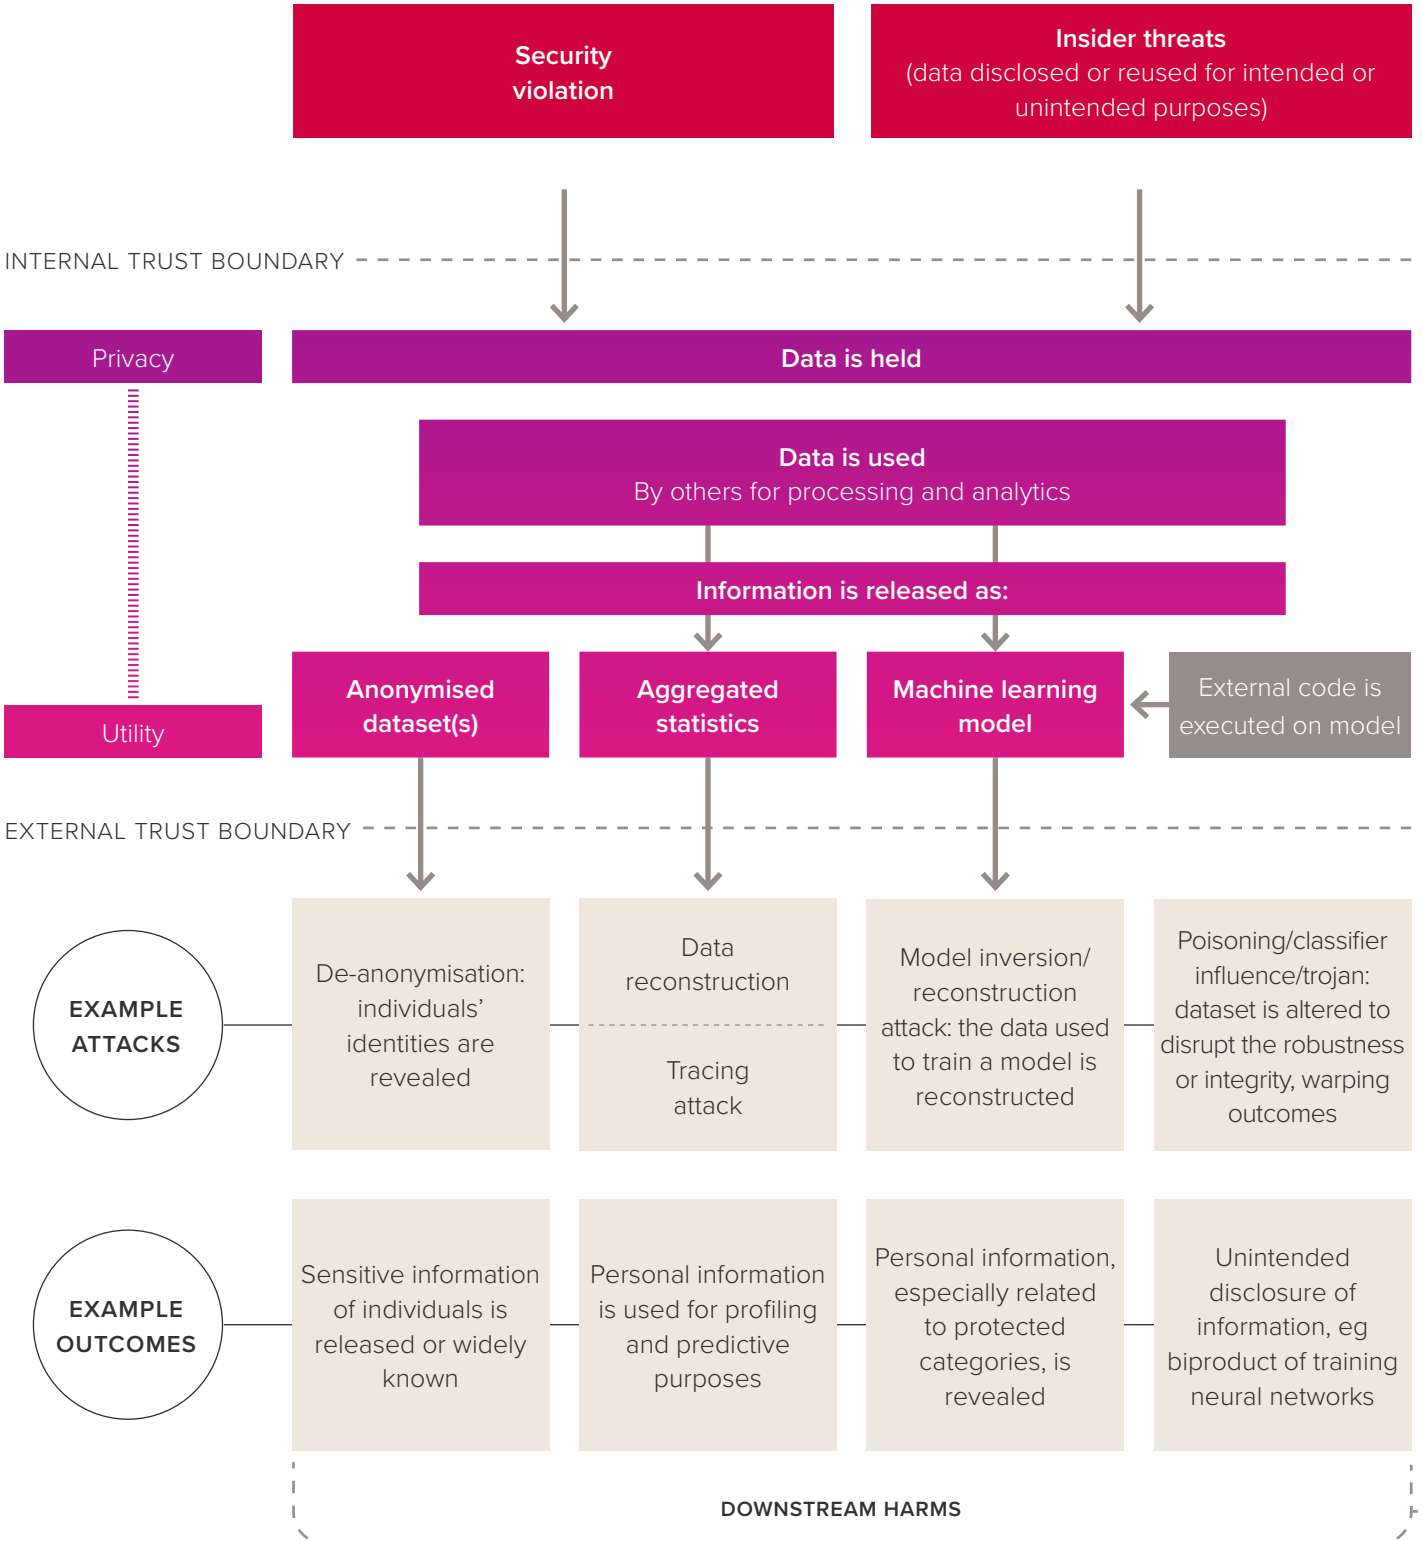 Security
violation
Insider threats
(data disclosed or reused for intended or
unintended purposes)
INTERNAL TRUST BOUNDARY
Privacy
Data is held
Data is used
By others for processing and analytics
Information is released as:
Anonymised
dataset(s)
Aggregated
statistics
Machine learning
model
External code is
executed on model
Utility
EXTERNAL TRUST BOUNDARY
EXAMPLE
ATTACKS
De-anonymisation:
individuals’
identities are
revealed
Data
reconstruction
Tracing
attack
Model inversion/
reconstruction
attack: the data used
to train a model is
reconstructed
Poisoning/classifier
influence/trojan:
dataset is altered to
disrupt the robustness
or integrity, warping
outcomes
EXAMPLE
OUTCOMES
Sensitive information
of individuals is
released or widely
known
Personal information
is used for profiling
and predictive
purposes
Personal information,
especially related
to protected
categories, is
revealed
Unintended
disclosure of
information, eg
biproduct of training
neural networks
DOWNSTREAM HARMS